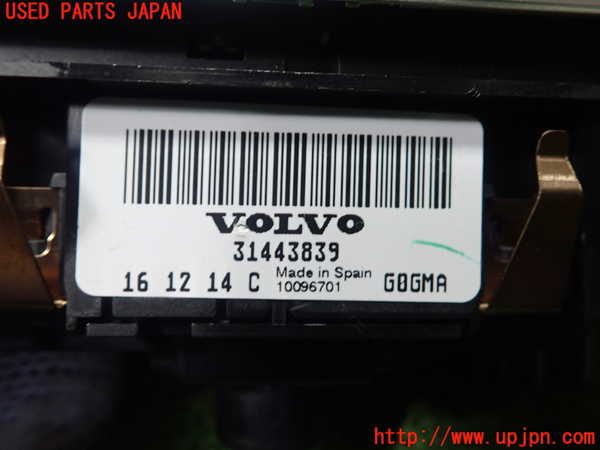 USED PARTS JAPAN
VOLVO
31443839
16 12 14 C Made in Spain G0GMA
10096701
http://www.upjpn.com/